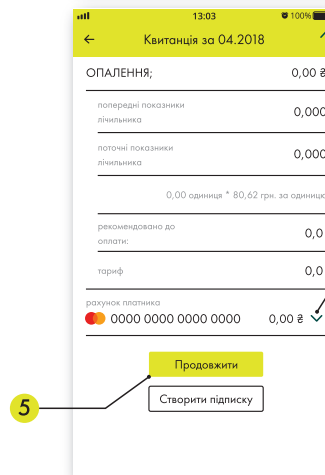 13:03 100%
Квитанція за 04.2018
ОПАЛЕННЯ; 0,00 ₴
попередні показники
лічильника
0,000
поточні показники
лічильника
0,000
0,00 одиниця * 80,62 грн. за одиницю
рекомендовано до
оплати:
0,0
тариф 0,0
рахунок платника
0000 0000 0000 0000 0,00 ₴
Продовжити
5
Створити підписку